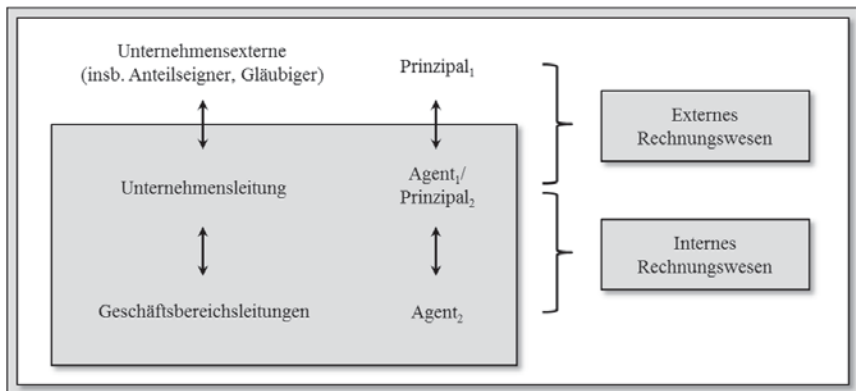 Unternehmensexterne
(insb. Anteilseigner, Gläubiger)
Prinzipal₁
Externes
Rechnungswesen
Unternehmensleitung
Agent₁/
Prinzipal₂
Internes
Rechnungswesen
Geschäftsbereichsleitungen
Agent₂